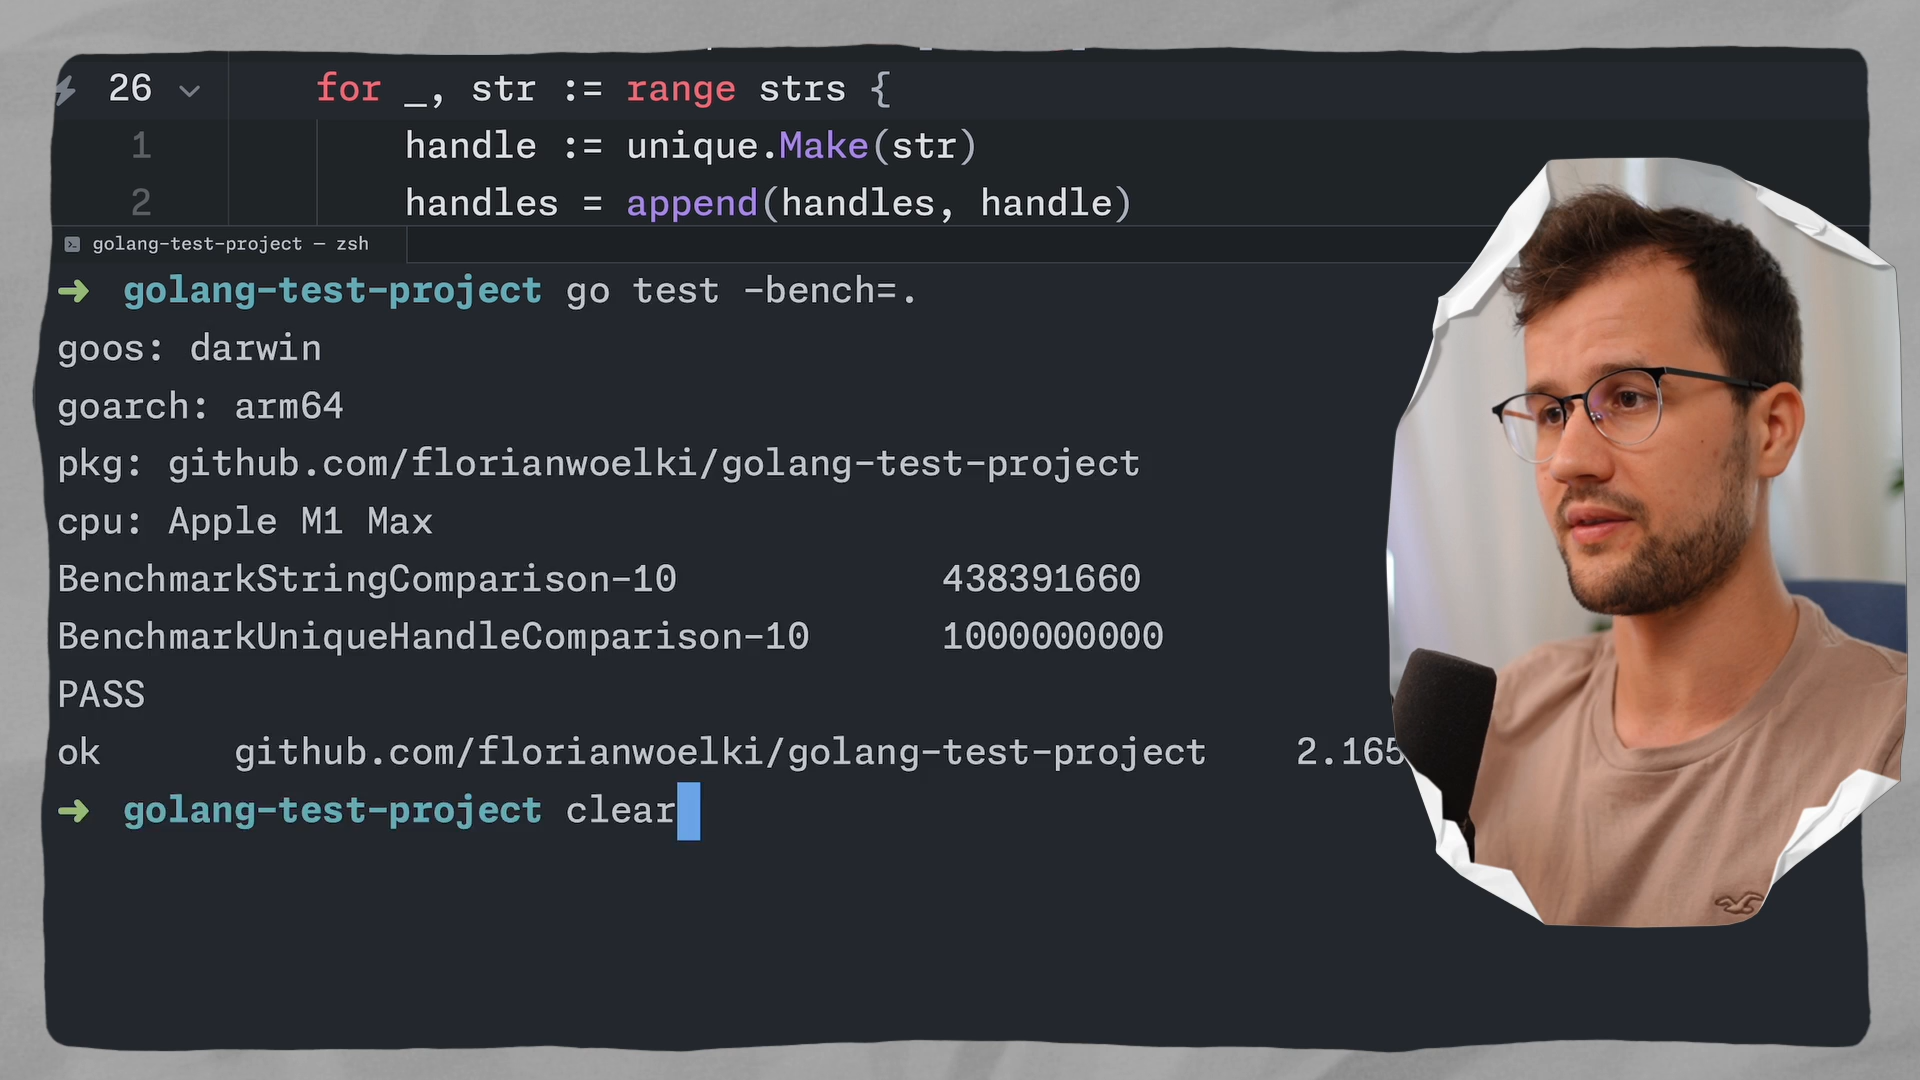 26 for _, str := range strs {
1 handle := unique.Make(str)
2 handles = append(handles, handle)
golang-test-project — zsh
➜ golang-test-project go test -bench=.
goos: darwin
goarch: arm64
pkg: github.com/florianwoelki/golang-test-project
cpu: Apple M1 Max
BenchmarkStringComparison-10 438391660
BenchmarkUniqueHandleComparison-10 1000000000
PASS
ok github.com/florianwoelki/golang-test-project 2.165
➜ golang-test-project clear